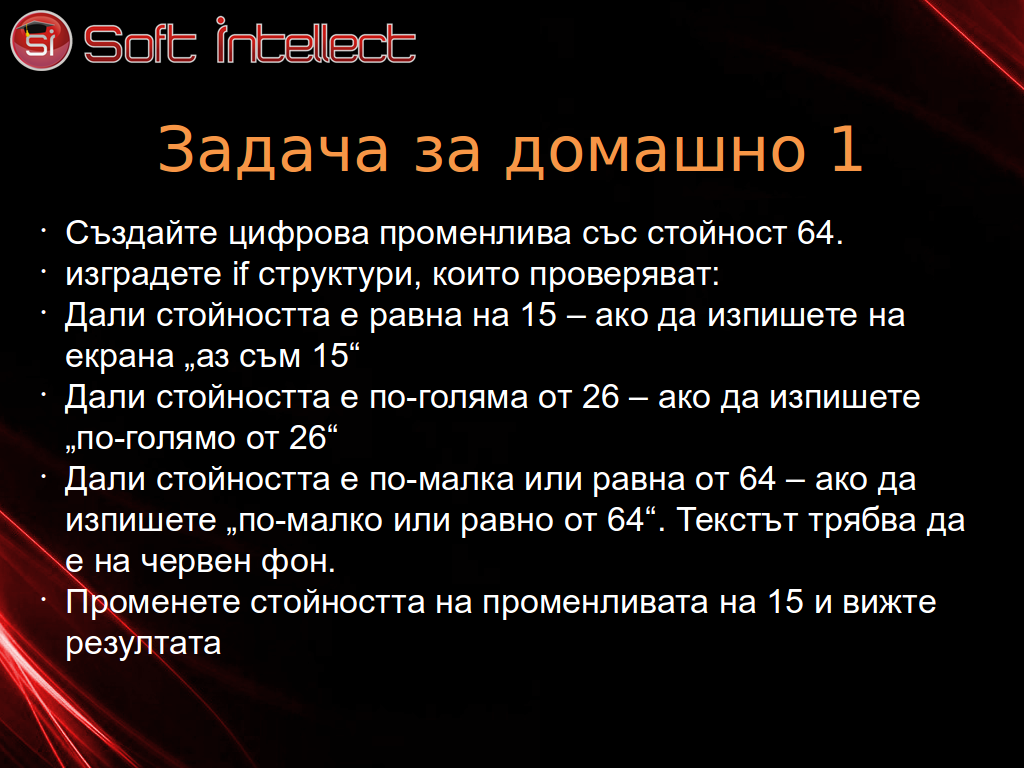 Si Soft intellect
Задача за домашно 1
· Създайте цифрова променлива със стойност 64.
· изградете if структури, които проверяват:
· Дали стойността е равна на 15 – ако да изпишете на
екрана „аз съм 15“
· Дали стойността е по-голяма от 26 – ако да изпишете
„по-голямо от 26“
· Дали стойността е по-малка или равна от 64 – ако да
изпишете „по-малко или равно от 64“. Текстът трябва да
е на червен фон.
· Променете стойността на променливата на 15 и вижте
резултата